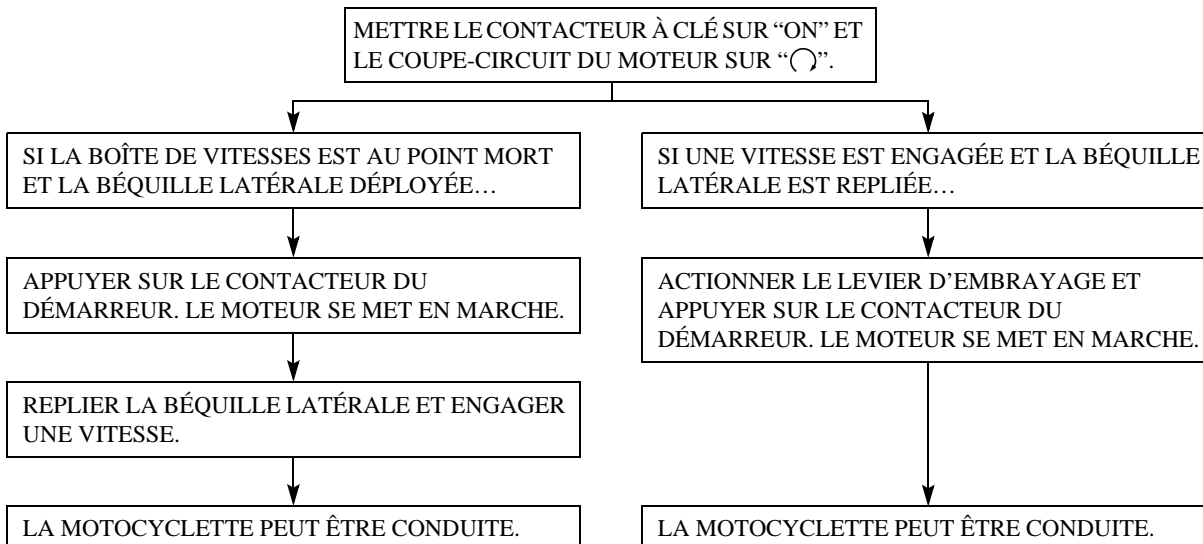 METTRE LE CONTACTEUR À CLÉ SUR “ON” ET
LE COUPE-CIRCUIT DU MOTEUR SUR “”.
SI LA BOÎTE DE VITESSES EST AU POINT MORT
ET LA BÉQUILLE LATÉRALE DÉPLOYÉE…
APPUYER SUR LE CONTACTEUR DU
DÉMARREUR. LE MOTEUR SE MET EN MARCHE.
REPLIER LA BÉQUILLE LATÉRALE ET ENGAGER
UNE VITESSE.
LA MOTOCYCLETTE PEUT ÊTRE CONDUITE.
SI UNE VITESSE EST ENGAGÉE ET LA BÉQUILLE
LATÉRALE EST REPLIÉE…
ACTIONNER LE LEVIER D’EMBRAYAGE ET
APPUYER SUR LE CONTACTEUR DU
DÉMARREUR. LE MOTEUR SE MET EN MARCHE.
LA MOTOCYCLETTE PEUT ÊTRE CONDUITE.